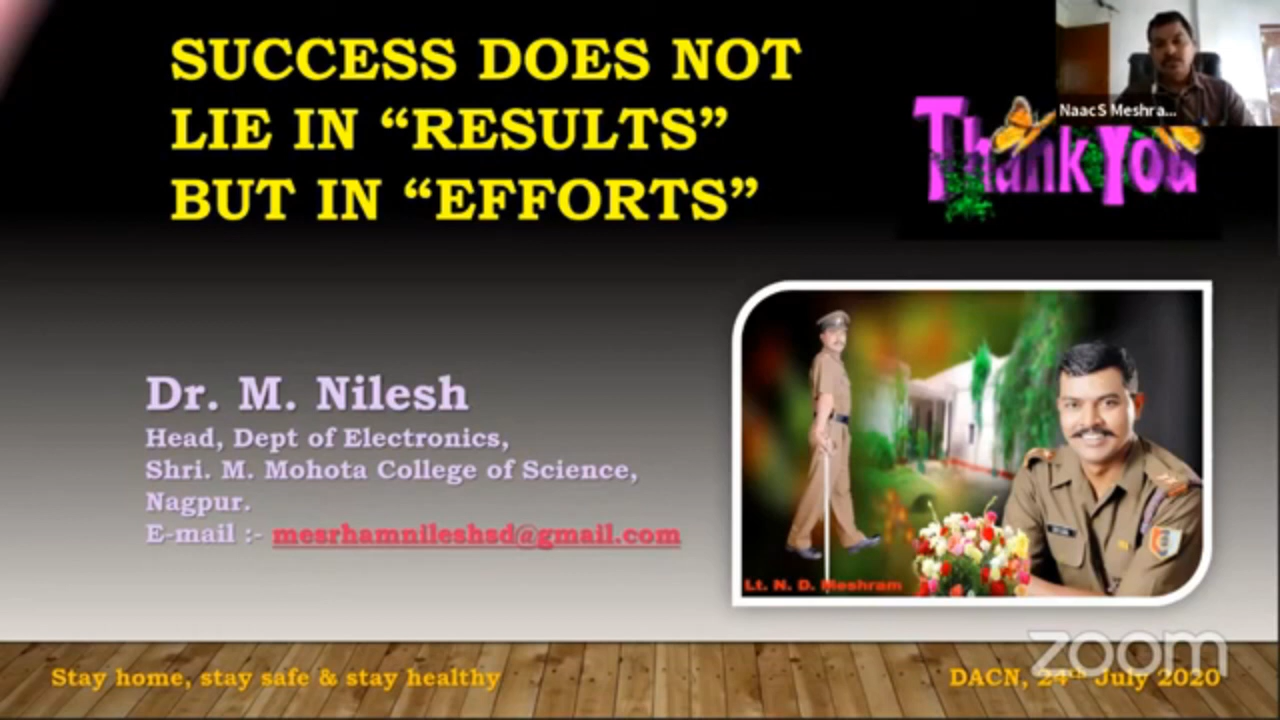 SUCCESS DOES NOT
LIE IN “RESULTS”
BUT IN “EFFORTS”
NaacS Meshra...
Thank You
Dr. M. Nilesh
Head, Dept of Electronics,
Shri. M. Mohota College of Science,
Nagpur.
E-mail :- mesrhamnileshsd@gmail.com
Lt. N. D. Meshram
zoom
Stay home, stay safe & stay healthy
DACN, 24th July 2020